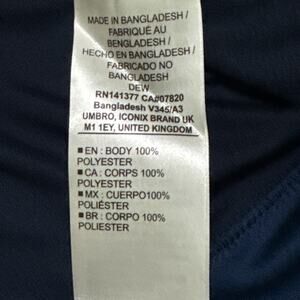 MADE IN BANGLADESH /
FABRIQUÉ AU
BENGLADESH /
HECHO EN BANGLADESH /
FABRICADO NO
BANGLADESH
DEW
RN141377 CA#07820
Bangladesh V345/A3
UMBRO, ICONIX BRAND UK
M1 1EY, UNITED KINGDOM
■ EN : BODY 100%
POLYESTER
■ CA : CORPS 100%
POLYESTER
■ MX : CUERPO100%
POLIÉSTER
■ BR : CORPO 100%
POLIESTER